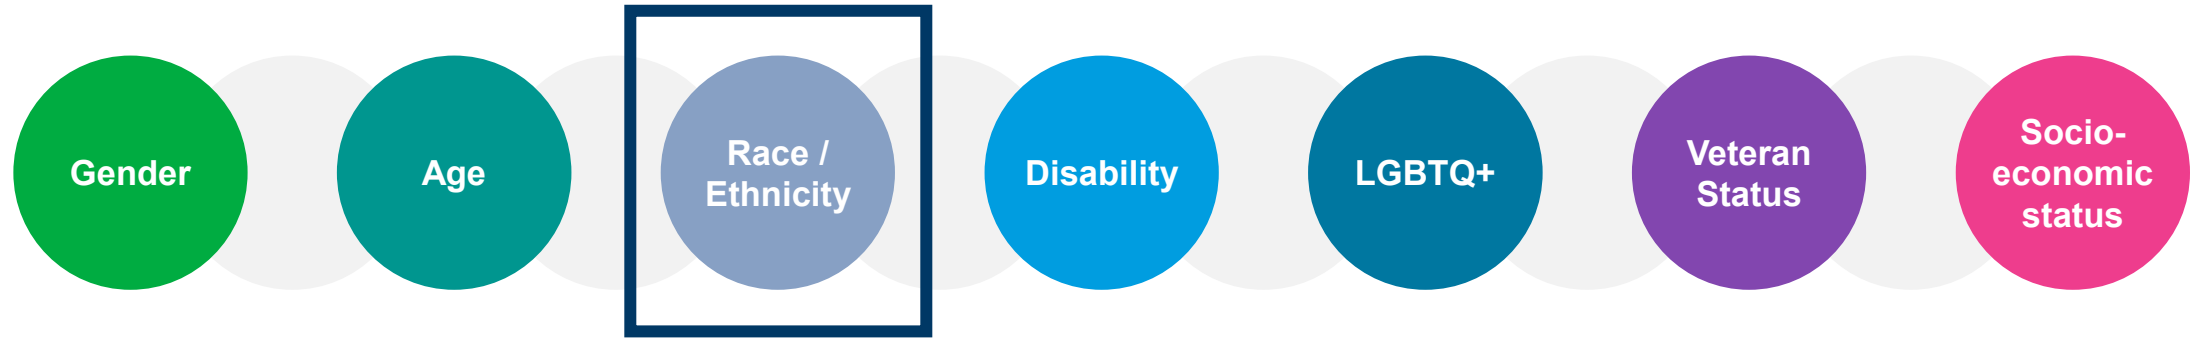 Gender
Age
Race /
Ethnicity
Disability
LGBTQ+
Veteran
Status
Socio-
economic
status